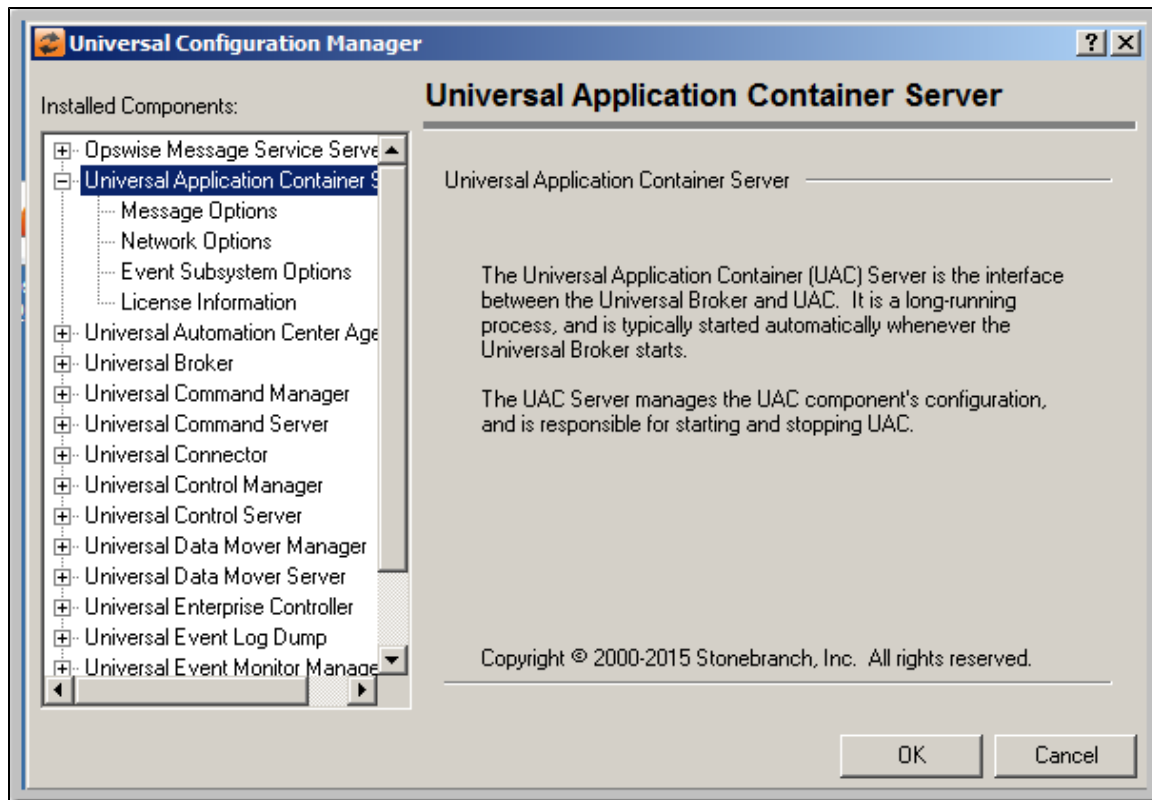 Universal Configuration Manager
Installed Components:
Opswise Message Service Serve
Universal Application Container S
Message Options
Network Options
Event Subsystem Options
License Information
Universal Automation Center Age
Universal Broker
Universal Command Manager
Universal Command Server
Universal Connector
Universal Control Manager
Universal Control Server
Universal Data Mover Manager
Universal Data Mover Server
Universal Enterprise Controller
Universal Event Log Dump
Universal Event Monitor Manage
Universal Application Container Server
Universal Application Container Server
The Universal Application Container (UAC) Server is the interface
between the Universal Broker and UAC. It is a long-running
process, and is typically started automatically whenever the
Universal Broker starts.
The UAC Server manages the UAC component's configuration,
and is responsible for starting and stopping UAC.
Copyright © 2000-2015 Stonebranch, Inc. All rights reserved.
OK
Cancel